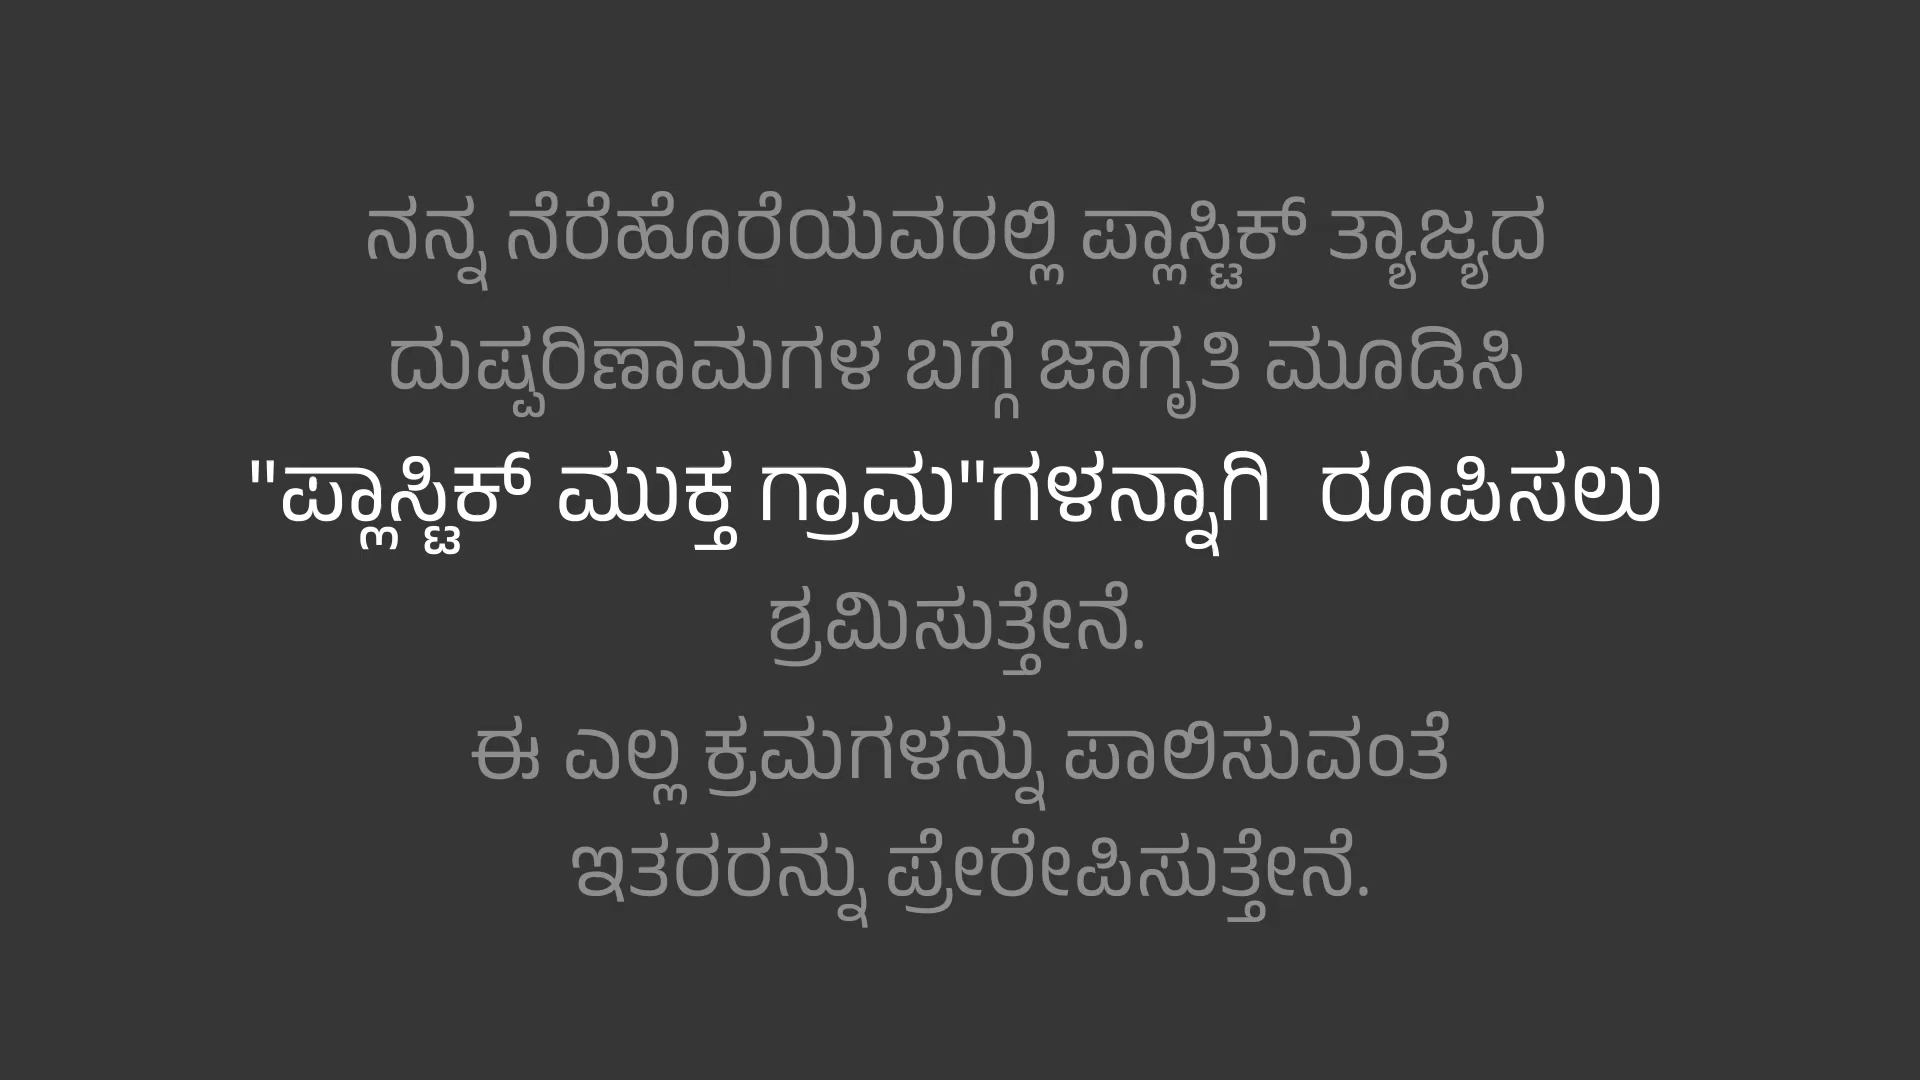 ನನ್ನ ನೆರೆಹೊರೆಯವರಲ್ಲಿ ಪ್ಲಾಸ್ಟಿಕ್ ತ್ಯಾಜ್ಯದ
ದುಷ್ಪರಿಣಾಮಗಳ ಬಗ್ಗೆ ಜಾಗೃತಿ ಮೂಡಿಸಿ
"ಪ್ಲಾಸ್ಟಿಕ್ ಮುಕ್ತ ಗ್ರಾಮ"ಗಳನ್ನಾಗಿ  ರೂಪಿಸಲು
ಶ್ರಮಿಸುತ್ತೇನೆ.
ಈ ಎಲ್ಲ ಕ್ರಮಗಳನ್ನು ಪಾಲಿಸುವಂತೆ
ಇತರರನ್ನು ಪ್ರೇರೇಪಿಸುತ್ತೇನೆ.